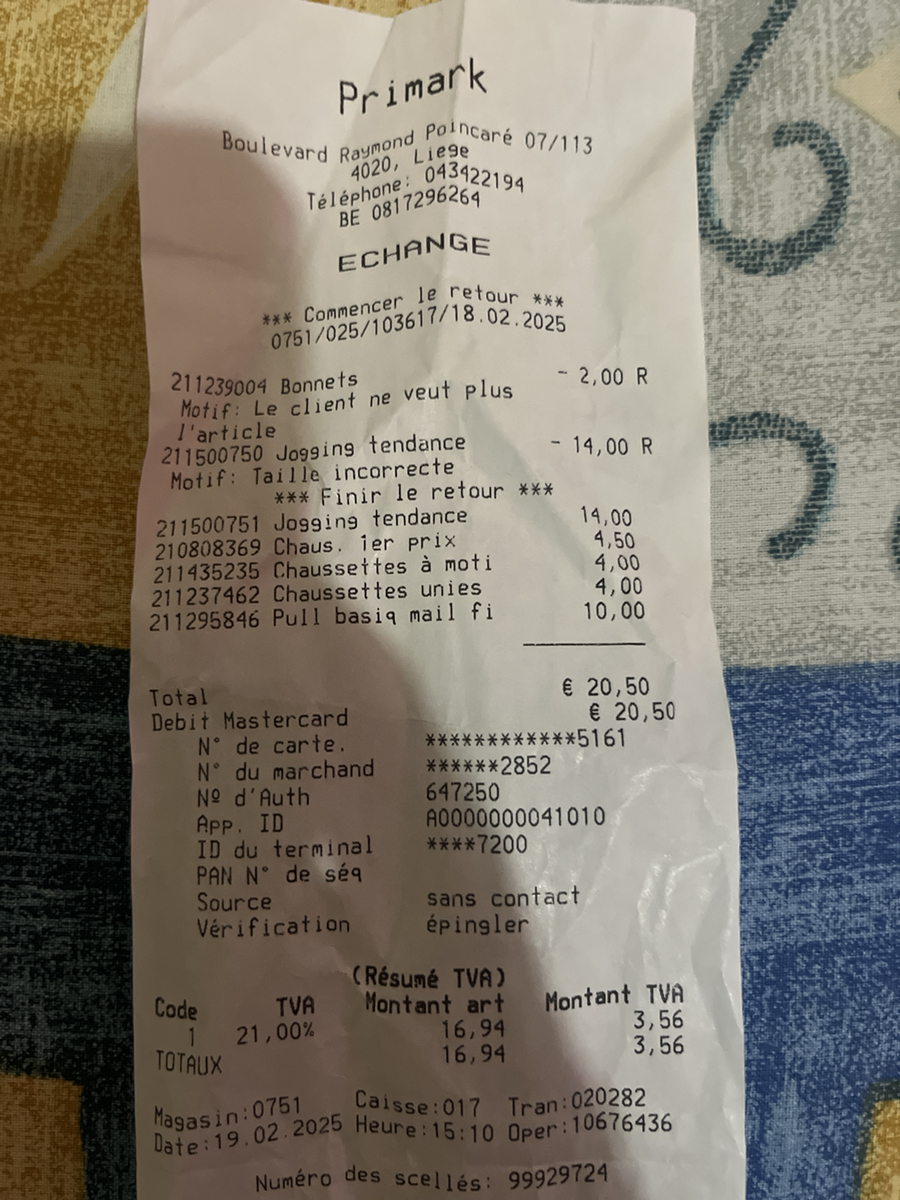 Primark
Boulevard Raymond Poincaré 07/113
4020, Liege
Téléphone: 043422194
BE 0817296264
ECHANGE
*** Commencer le retour ***
0751/025/103617/18.02.2025
211239004 Bonnets - 2,00 R
Motif: Le client ne veut plus
l'article
211500750 Jogging tendance - 14,00 R
Motif: Taille incorrecte
*** Finir le retour ***
211500751 Jogging tendance 14,00
210808369 Chaus. 1er prix 4,50
211435235 Chaussettes à moti 4,00
211237462 Chaussettes unies 4,00
211295846 Pull basiq mail fi 10,00
Total € 20,50
Debit Mastercard € 20,50
N° de carte. ************5161
N° du marchand ******2852
Nº d'Auth 647250
App. ID A0000000041010
ID du terminal ****7200
PAN N° de séq
Source sans contact
Vérification épingler
(Résumé TVA)
Code TVA Montant art Montant TVA
1 21,00% 16,94 3,56
TOTAUX 16,94 3,56
Magasin:0751 Caisse:017 Tran:020282
Date:19.02.2025 Heure:15:10 Oper:10676436
Numéro des scellés: 99929724